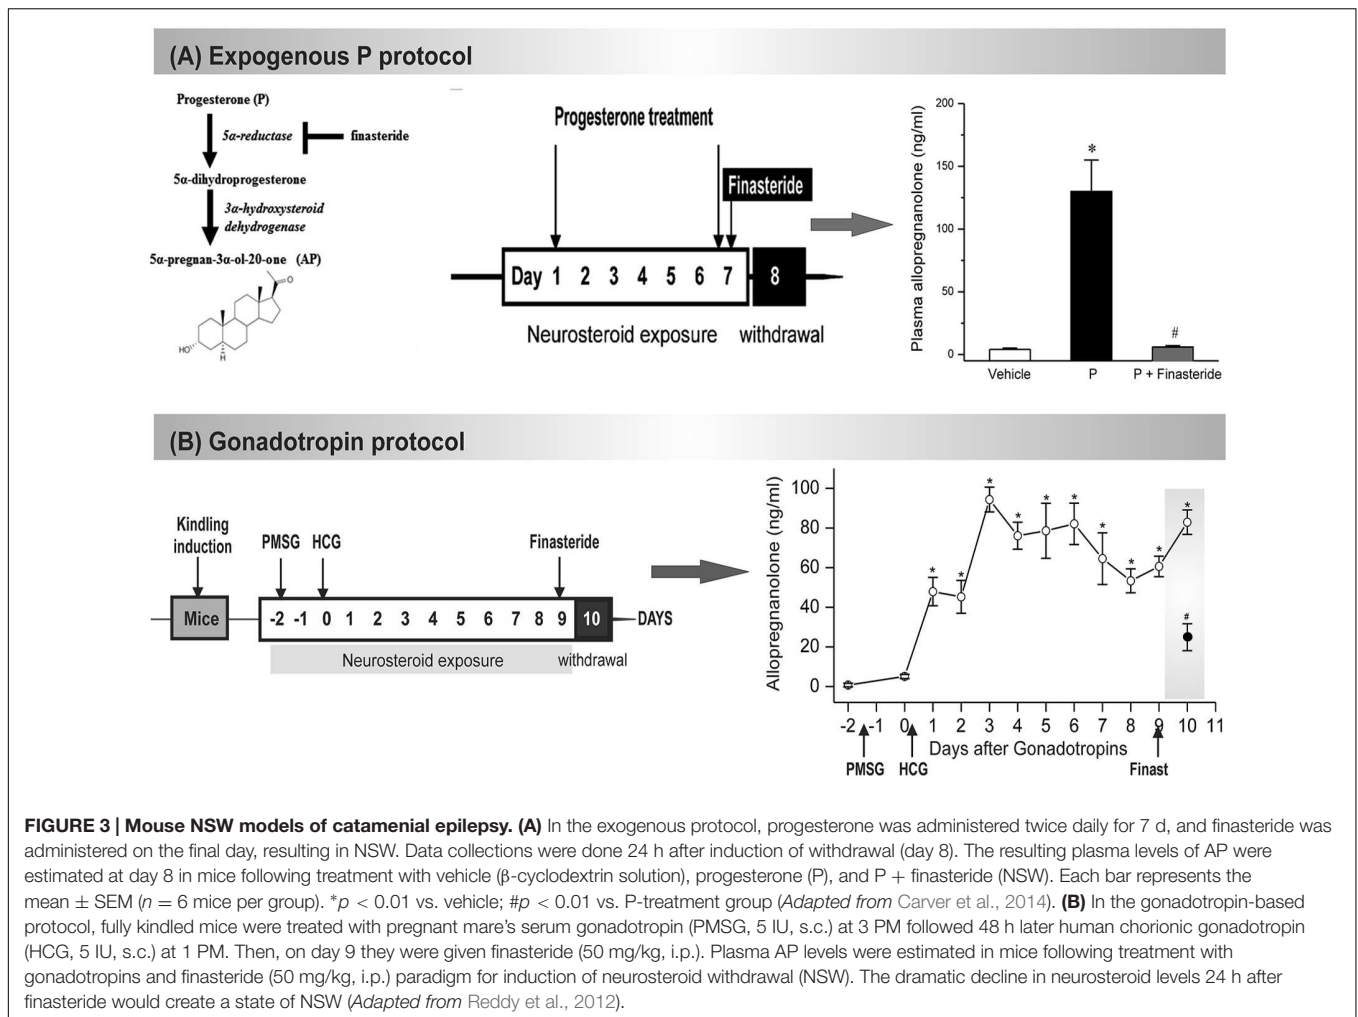 (A) Expogenous P protocol
Progesterone (P)
5α-reductase
finasteride
5α-dihydroprogesterone
3α-hydroxysteroid
dehydrogenase
5α-pregnan-3α-ol-20-one (AP)
O
HO
H
Progesterone treatment
Finasteride
Day 1 2 3 4 5 6 7 8
Neurosteroid exposure withdrawal
Plasma allopregnanolone (ng/ml)
200
150
100
50
0
*
#
Vehicle P P + Finasteride
(B) Gonadotropin protocol
Kindling
induction
PMSG HCG Finasteride
Mice -2 -1 0 1 2 3 4 5 6 7 8 9 10 DAYS
Neurosteroid exposure withdrawal
Allopregnanolone (ng/ml)
100
80
60
40
20
0
* * * * * * * * * *
#
-2 -1 0 1 2 3 4 5 6 7 8 9 10 11
Days after Gonadotropins
PMSG HCG Finast
FIGURE 3 | Mouse NSW models of catamenial epilepsy. (A) In the exogenous protocol, progesterone was administered twice daily for 7 d, and finasteride was
administered on the final day, resulting in NSW. Data collections were done 24 h after induction of withdrawal (day 8). The resulting plasma levels of AP were
estimated at day 8 in mice following treatment with vehicle (β-cyclodextrin solution), progesterone (P), and P + finasteride (NSW). Each bar represents the
mean ± SEM (n = 6 mice per group). *p < 0.01 vs. vehicle; #p < 0.01 vs. P-treatment group (Adapted from Carver et al., 2014). (B) In the gonadotropin-based
protocol, fully kindled mice were treated with pregnant mare's serum gonadotropin (PMSG, 5 IU, s.c.) at 3 PM followed 48 h later human chorionic gonadotropin
(HCG, 5 IU, s.c.) at 1 PM. Then, on day 9 they were given finasteride (50 mg/kg, i.p.). Plasma AP levels were estimated in mice following treatment with
gonadotropins and finasteride (50 mg/kg, i.p.) paradigm for induction of neurosteroid withdrawal (NSW). The dramatic decline in neurosteroid levels 24 h after
finasteride would create a state of NSW (Adapted from Reddy et al., 2012).